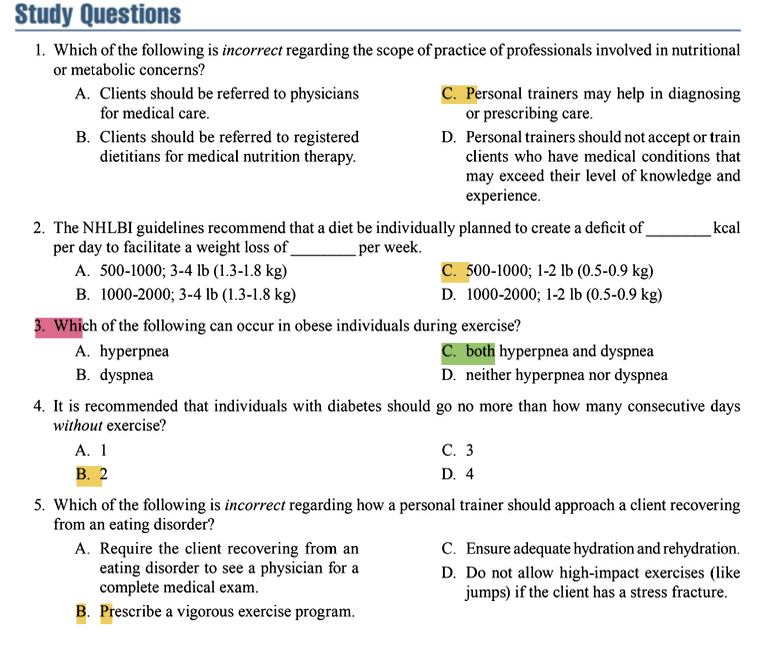 Study Questions
1. Which of the following is incorrect regarding the scope of practice of professionals involved in nutritional
or metabolic concerns?
A. Clients should be referred to physicians
for medical care.
B. Clients should be referred to registered
dietitians for medical nutrition therapy.
C. Personal trainers may help in diagnosing
or prescribing care.
D. Personal trainers should not accept or train
clients who have medical conditions that
may exceed their level of knowledge and
experience.
2. The NHLBI guidelines recommend that a diet be individually planned to create a deficit of ________ kcal
per day to facilitate a weight loss of ________ per week.
A. 500-1000; 3-4 lb (1.3-1.8 kg)
B. 1000-2000; 3-4 lb (1.3-1.8 kg)
C. 500-1000; 1-2 lb (0.5-0.9 kg)
D. 1000-2000; 1-2 lb (0.5-0.9 kg)
3. Which of the following can occur in obese individuals during exercise?
A. hyperpnea
B. dyspnea
C. both hyperpnea and dyspnea
D. neither hyperpnea nor dyspnea
4. It is recommended that individuals with diabetes should go no more than how many consecutive days
without exercise?
A. 1
B. 2
C. 3
D. 4
5. Which of the following is incorrect regarding how a personal trainer should approach a client recovering
from an eating disorder?
A. Require the client recovering from an
eating disorder to see a physician for a
complete medical exam.
B. Prescribe a vigorous exercise program.
C. Ensure adequate hydration and rehydration.
D. Do not allow high-impact exercises (like
jumps) if the client has a stress fracture.